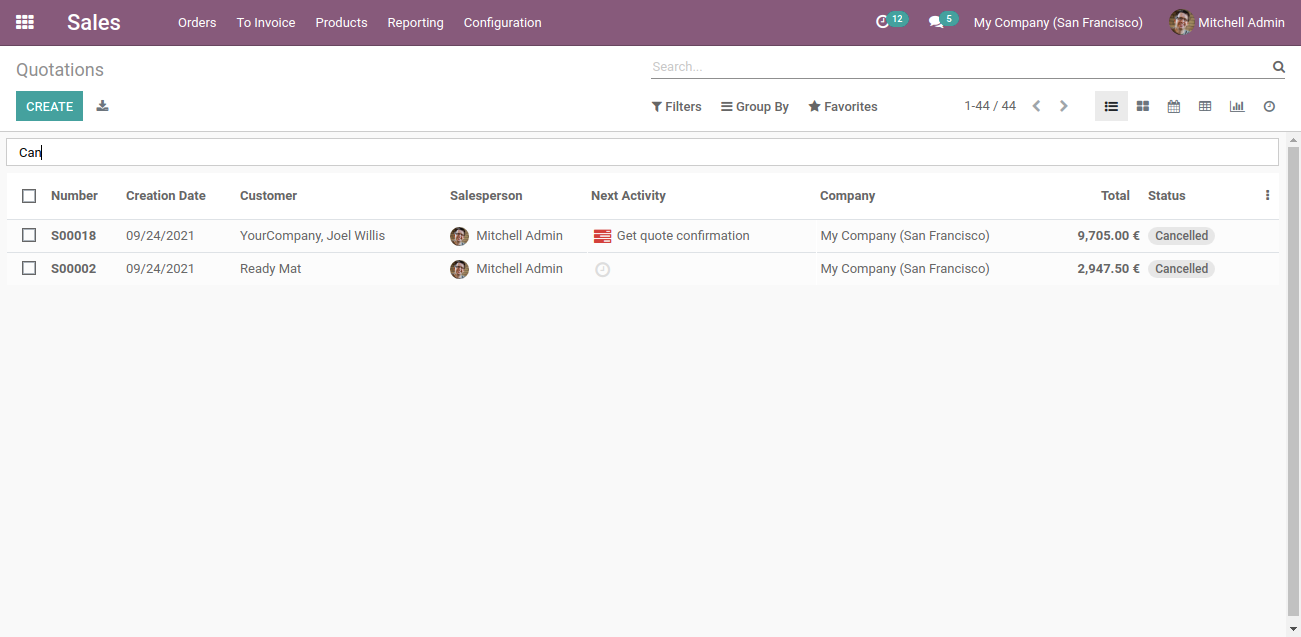 Sales Orders To Invoice Products Reporting Configuration 12 5 My Company (San Francisco) Mitchell Admin
Quotations Search...
CREATE Filters Group By Favorites 1-44 / 44
Can
Number Creation Date Customer Salesperson Next Activity Company Total Status
S00018 09/24/2021 YourCompany, Joel Willis Mitchell Admin Get quote confirmation My Company (San Francisco) 9,705.00 € Cancelled
S00002 09/24/2021 Ready Mat Mitchell Admin My Company (San Francisco) 2,947.50 € Cancelled